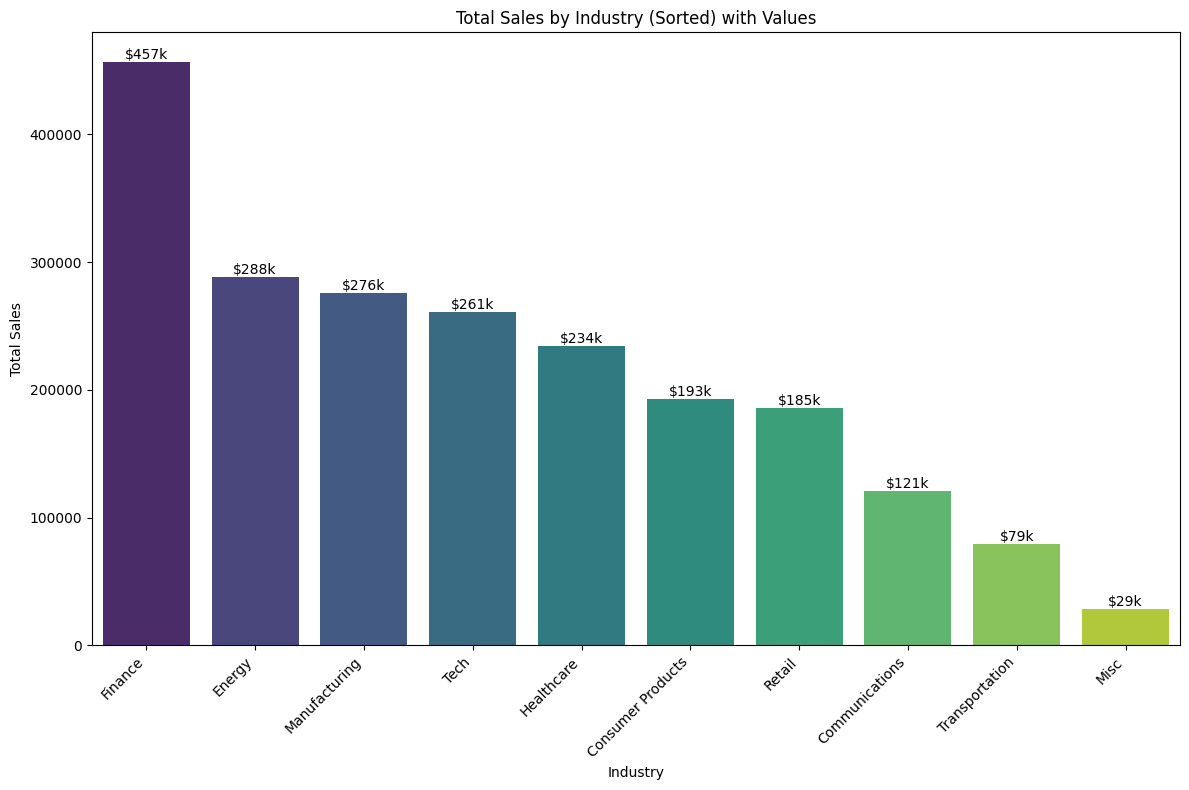 Total Sales by Industry (Sorted) with Values
Total Sales
400000
300000
200000
100000
0
$457k
$288k
$276k
$261k
$234k
$193k
$185k
$121k
$79k
$29k
Finance
Energy
Manufacturing
Tech
Healthcare
Consumer Products
Retail
Communications
Transportation
Misc
Industry